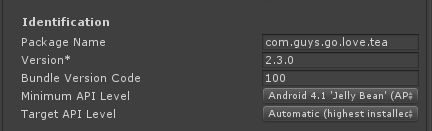 Identification
Package Name com.guys.go.love.tea
Version* 2.3.0
Bundle Version Code 100
Minimum API Level Android 4.1 'Jelly Bean' (AP
Target API Level Automatic (highest installed